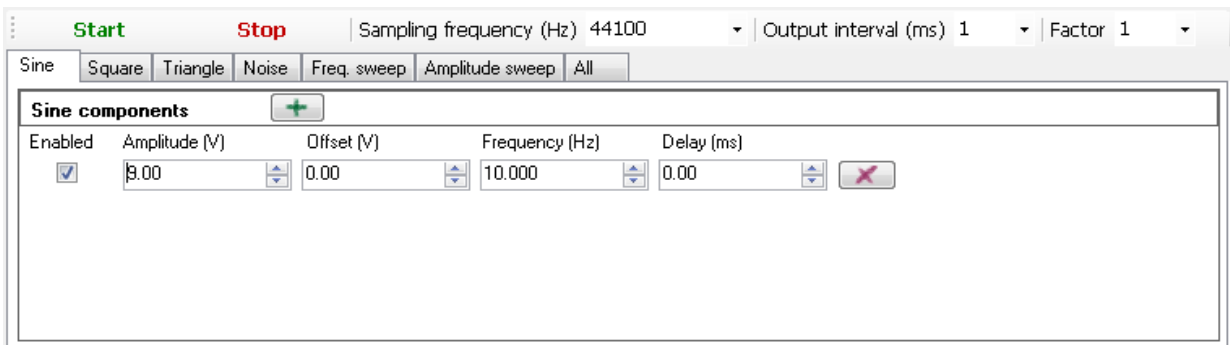 Start Stop Sampling frequency (Hz) 44100 Output interval (ms) 1 Factor 1
Sine Square Triangle Noise Freq. sweep Amplitude sweep All
Sine components
Enabled Amplitude (V) Offset (V) Frequency (Hz) Delay (ms)
9.00 0.00 10.000 0.00